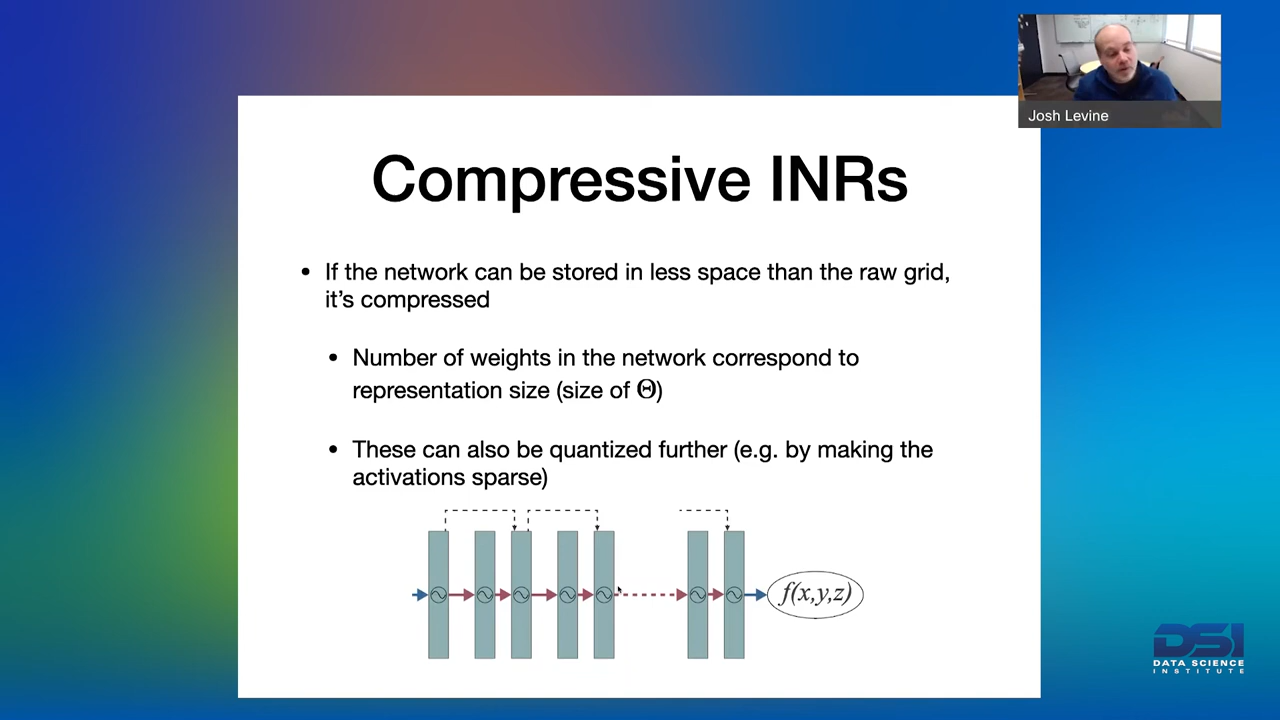 Josh Levine
Compressive INRs
• If the network can be stored in less space than the raw grid,
it’s compressed
• Number of weights in the network correspond to
representation size (size of Θ)
• These can also be quantized further (e.g. by making the
activations sparse)
f(x,y,z)
DSI
DATA SCIENCE
INSTITUTE